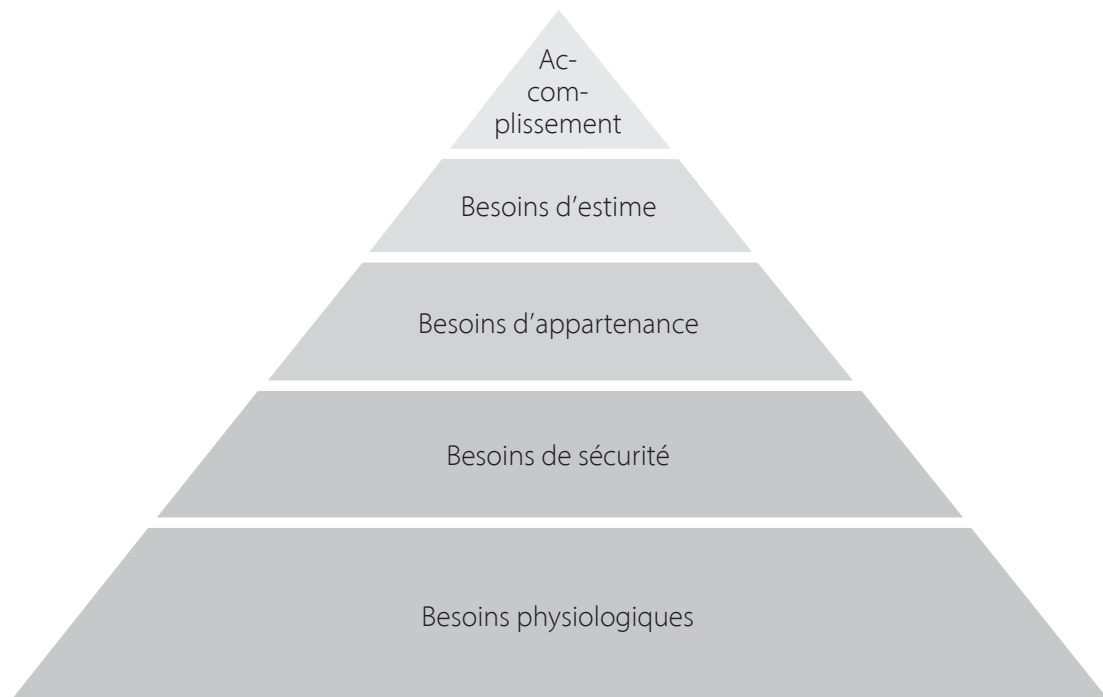 Ac-
com-
plissement
Besoins d’estime
Besoins d’appartenance
Besoins de sécurité
Besoins physiologiques